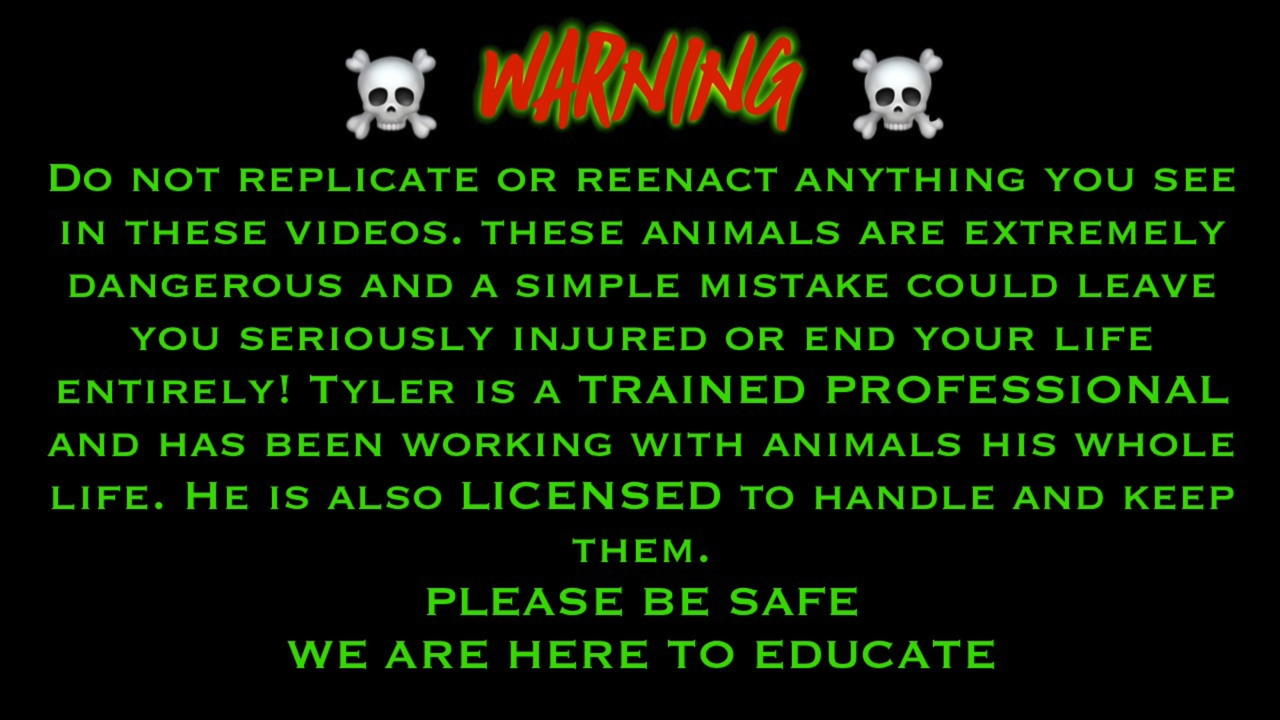 WARNING
Do not replicate or reenact anything you see
in these videos. these animals are extremely
dangerous and a simple mistake could leave
you seriously injured or end your life
entirely! Tyler is a TRAINED PROFESSIONAL
and has been working with animals his whole
life. He is also LICENSED to handle and keep
them.
PLEASE BE SAFE
WE ARE HERE TO EDUCATE